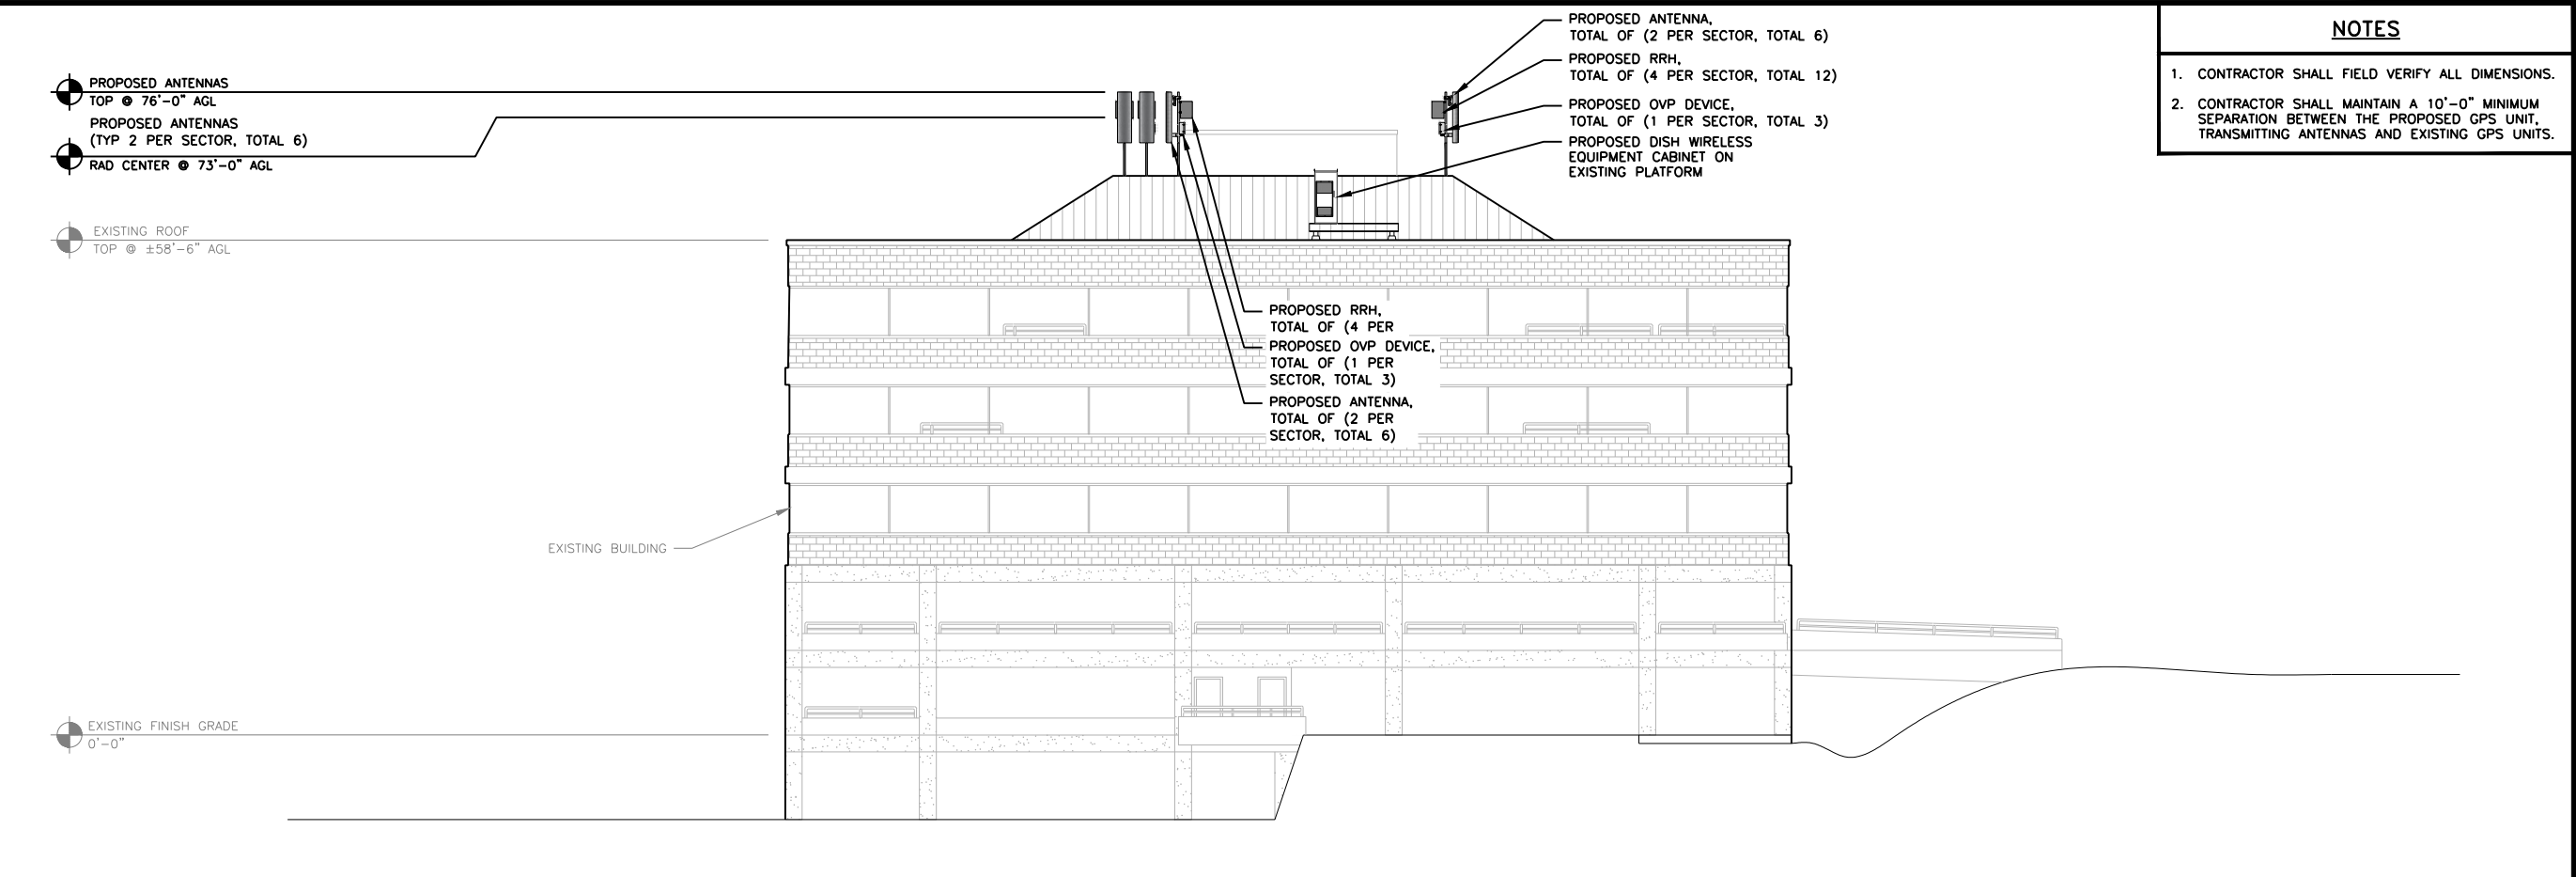 PROPOSED ANTENNAS
TOP @ 76'-0" AGL
PROPOSED ANTENNAS
(TYP 2 PER SECTOR, TOTAL 6)
RAD CENTER @ 73'-0" AGL
EXISTING ROOF
TOP @ ±58'-6" AGL
EXISTING BUILDING
EXISTING FINISH GRADE
0'-0"
PROPOSED ANTENNA,
TOTAL OF (2 PER SECTOR, TOTAL 6)
PROPOSED RRH,
TOTAL OF (4 PER SECTOR, TOTAL 12)
PROPOSED OVP DEVICE,
TOTAL OF (1 PER SECTOR, TOTAL 3)
PROPOSED DISH WIRELESS
EQUIPMENT CABINET ON
EXISTING PLATFORM
PROPOSED RRH,
TOTAL OF (4 PER
PROPOSED OVP DEVICE,
TOTAL OF (1 PER
SECTOR, TOTAL 3)
PROPOSED ANTENNA,
TOTAL OF (2 PER
SECTOR, TOTAL 6)
NOTES
1. CONTRACTOR SHALL FIELD VERIFY ALL DIMENSIONS.
2. CONTRACTOR SHALL MAINTAIN A 10'-0" MINIMUM
SEPARATION BETWEEN THE PROPOSED GPS UNIT,
TRANSMITTING ANTENNAS AND EXISTING GPS UNITS.